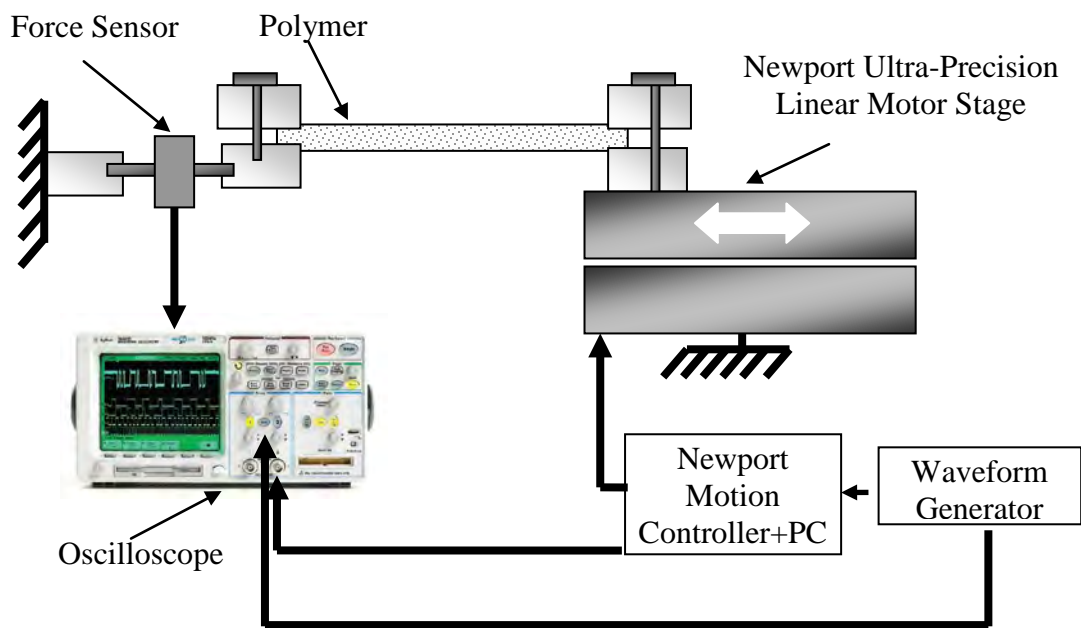 Force Sensor
Polymer
Newport Ultra-Precision
Linear Motor Stage
Newport
Motion
Controller+PC
Waveform
Generator
Oscilloscope